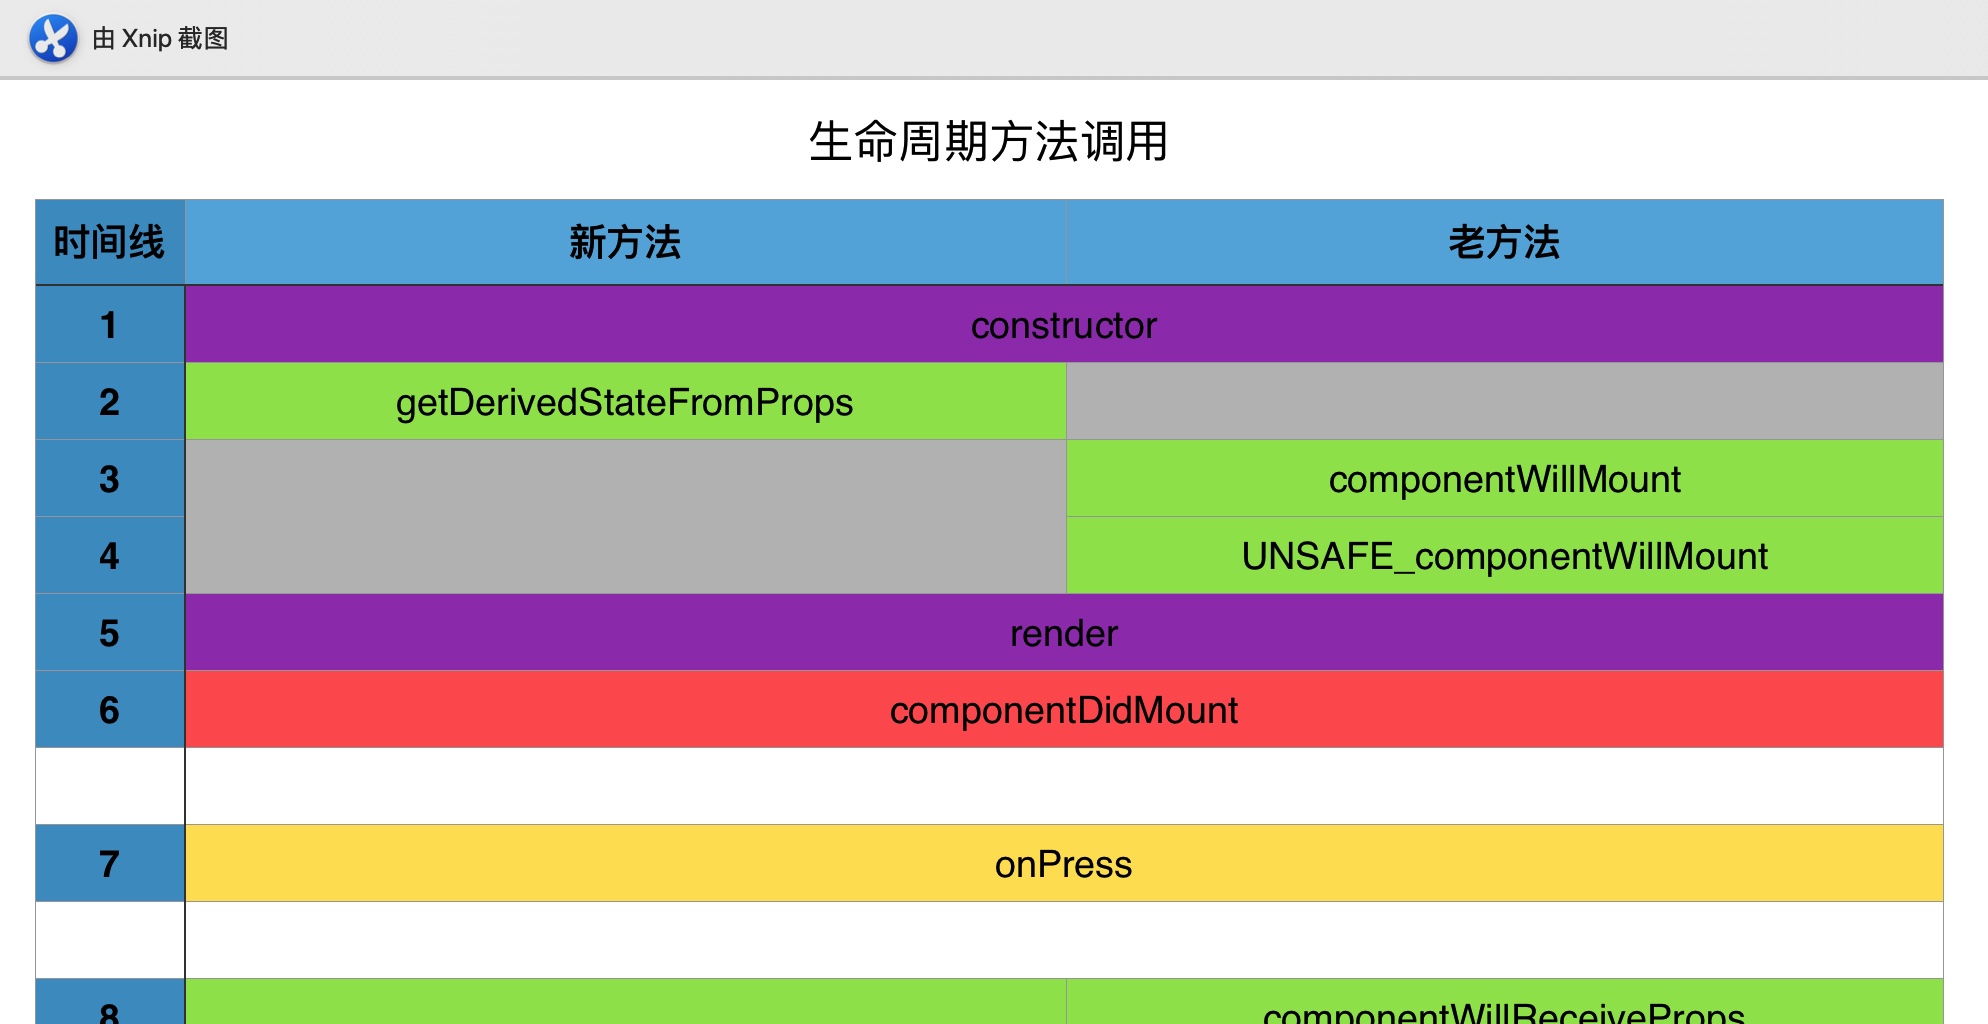 由 Xnip 截图
生命周期方法调用
时间线 新方法 老方法
1 constructor
2 getDerivedStateFromProps
3 componentWillMount
4 UNSAFE_componentWillMount
5 render
6 componentDidMount
7 onPress
8 componentWillReceiveProps